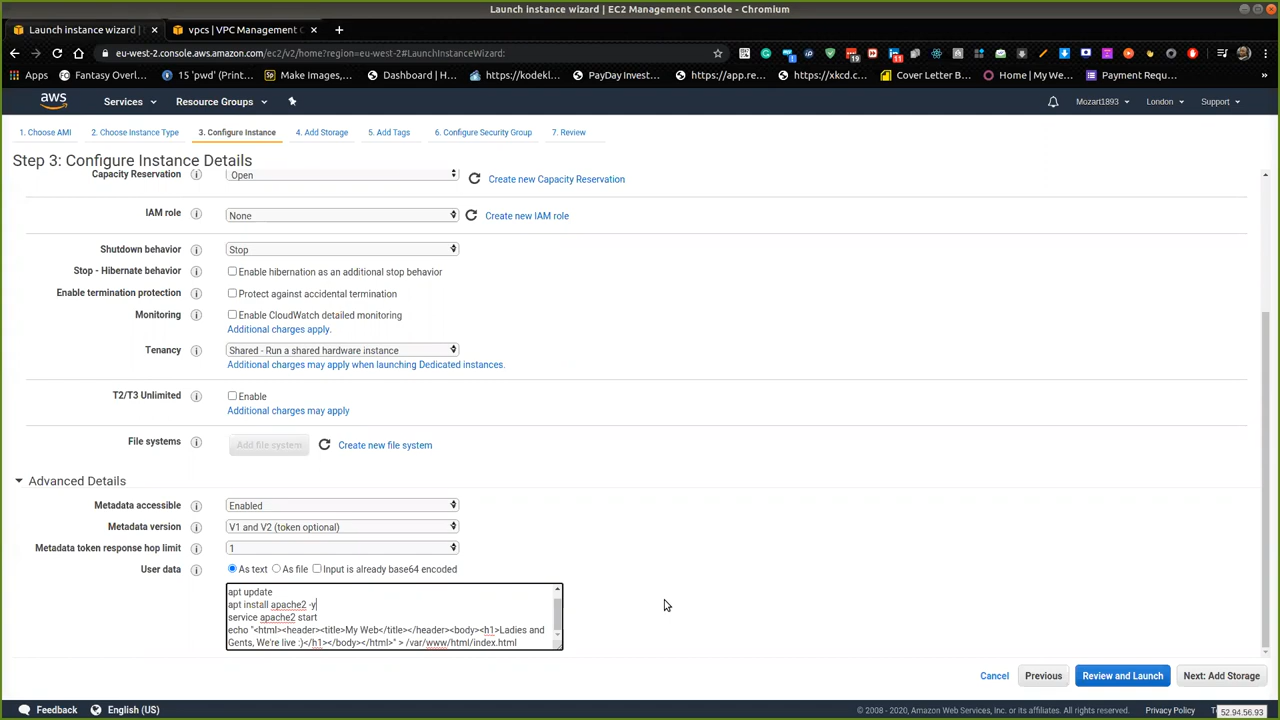 Launch instance wizard | EC2 Management Console - Chromium
Launch instance wizard | × vpcs | VPC Management C × +
eu-west-2.console.aws.amazon.com/ec2/v2/home?region=eu-west-2#LaunchInstanceWizard:
Apps Fantasy Overl... 15 'pwd' (Print... Make Images,... Dashboard | H... https://kodekl... PayDay Invest... https://app.re... https://xkcd.c... Cover Letter B... Home | My We... Payment Requ... »
aws Services Resource Groups Mozart1893 London Support
1. Choose AMI 2. Choose Instance Type 3. Configure Instance 4. Add Storage 5. Add Tags 6. Configure Security Group 7. Review
Step 3: Configure Instance Details
Capacity Reservation i Open Create new Capacity Reservation
IAM role i None Create new IAM role
Shutdown behavior i Stop
Stop - Hibernate behavior i Enable hibernation as an additional stop behavior
Enable termination protection i Protect against accidental termination
Monitoring i Enable CloudWatch detailed monitoring
Additional charges apply.
Tenancy i Shared - Run a shared hardware instance
Additional charges may apply when launching Dedicated instances.
T2/T3 Unlimited i Enable
Additional charges may apply
File systems i Add file system Create new file system
Advanced Details
Metadata accessible i Enabled
Metadata version i V1 and V2 (token optional)
Metadata token response hop limit i 1
User data i As text As file Input is already base64 encoded
apt update
apt install apache2 -y
service apache2 start
echo "<html><header><title>My Web</title></header><body><h1>Ladies and
Gents, We're live :)</h1></body></html>" > /var/www/html/index.html
Cancel Previous Review and Launch Next: Add Storage
Feedback English (US) © 2008 - 2020, Amazon Web Services, Inc. or its affiliates. All rights reserved. Privacy Policy
52.94.56.93